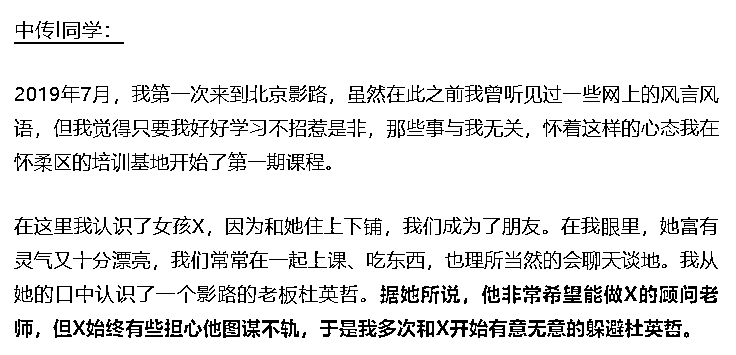 中传I同学：
2019年7月，我第一次来到北京影路，虽然在此之前我曾听见过一些网上的风言风
语，但我觉得只要我好好学习不招惹是非，那些事与我无关，怀着这样的心态我在
怀柔区的培训基地开始了第一期课程。
在这里我认识了女孩X，因为和她住上下铺，我们成为了朋友。在我眼里，她富有
灵气又十分漂亮，我们常常在一起上课、吃东西，也理所当然的会聊天谈地。我从
她的口中认识了一个影路的老板杜英哲。据她所说，他非常希望能做X的顾问老
师，但X始终有些担心他图谋不轨，于是我多次和X开始有意无意的躲避杜英哲。